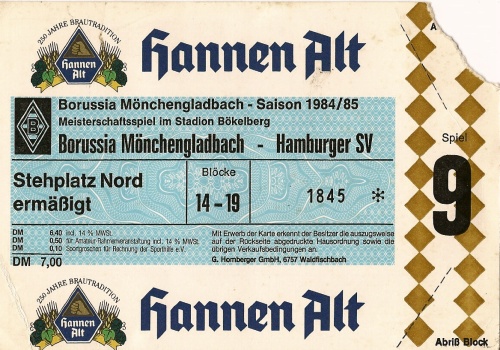 250 JAHRE BRAUTRADITION
Hannen
Alt
Hannen Alt
A
Borussia Mönchengladbach - Saison 1984/85
Meisterschaftsspiel im Stadion Bökelberg
Borussia Mönchengladbach - Hamburger SV
Stehplatz Nord
ermäßigt
Blöcke
14-19
1845 *
Spiel
9
DM 6,40 incl. 14 % MWSt.
DM 0,50 für Amateur-Rahmenveranstaltung incl. 14 % MWSt.
DM 0,10 Sportgroschen für Rechnung der Sporthilfe e.V.
DM 7,00
Mit Erwerb der Karte erkennt der Besitzer die auszugsweise
auf der Rückseite abgedruckte Hausordnung sowie die
übrigen Verkaufsbedingungen an.
G. Homberger GmbH, 6757 Waldfischbach
250 JAHRE BRAUTRADITION
Hannen
Alt
Hannen Alt
Abriß Block